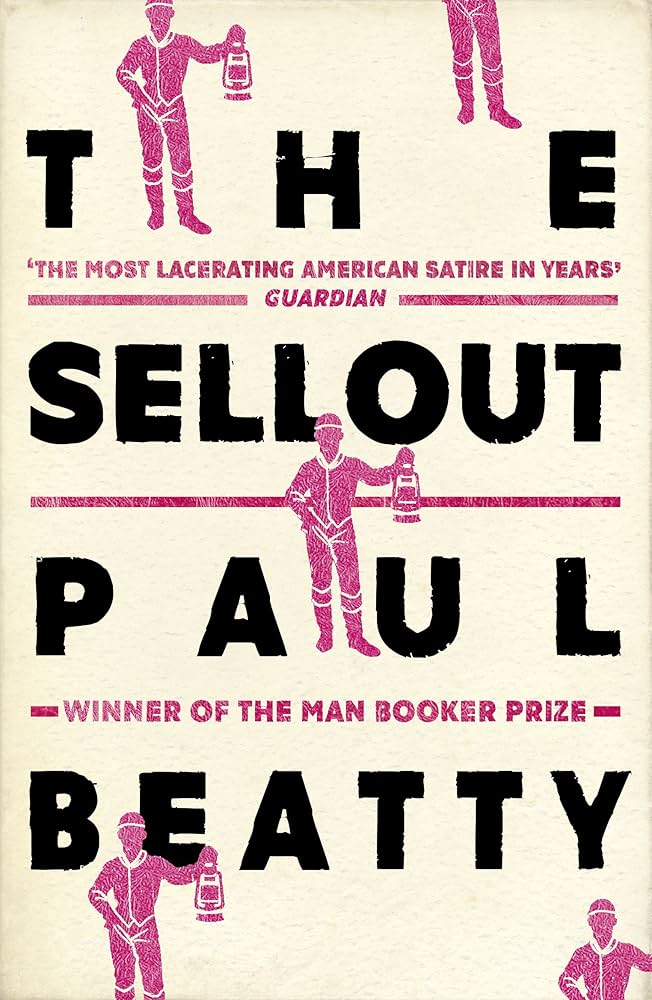 THE
‘THE MOST LACERATING AMERICAN SATIRE IN YEARS’
GUARDIAN
SELLOUT
PAUL
WINNER OF THE MAN BOOKER PRIZE
BEATTY